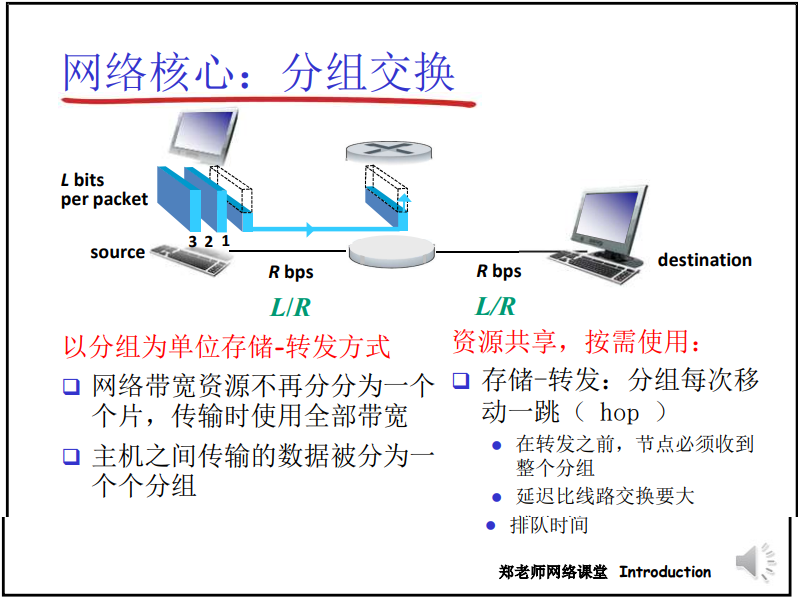 网络核心：分组交换
L bits
per packet
3 2 1
source
R bps
R bps
destination
L/R
L/R
以分组为单位存储-转发方式
网络带宽资源不再分分为一个
个片，传输时使用全部带宽
主机之间传输的数据被分为一
个个分组
资源共享，按需使用：
存储-转发：分组每次移
动一跳（ hop ）
在转发之前，节点必须收到
整个分组
延迟比线路交换要大
排队时间
郑老师网络课堂 Introduction